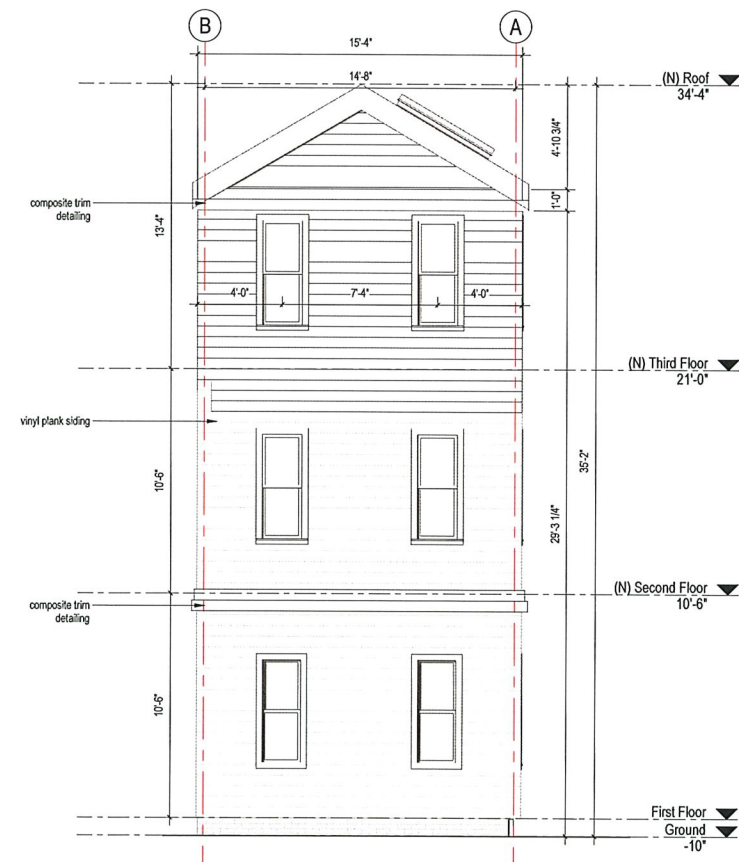 B
A
15'-4"
14'-8"
(N) Roof
34'-4"
4'-10 3/4"
1'-0"
composite trim
detailing
13'-4"
4'-0"
7'-4"
4'-0"
(N) Third Floor
21'-0"
vinyl plank siding
10'-6"
35'-2"
29'-3 1/4"
(N) Second Floor
10'-6"
composite trim
detailing
10'-6"
First Floor
Ground
-10"